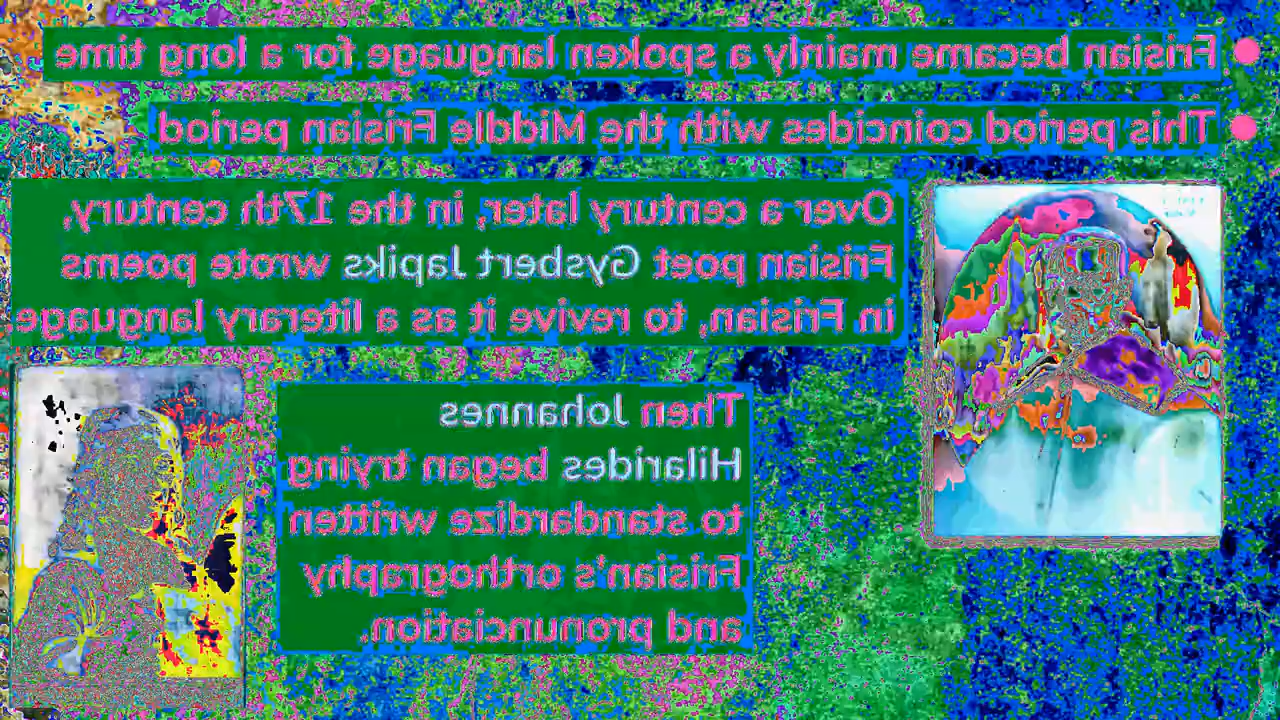 Frisian became mainly a spoken language for a long time
This period coincides with the Middle Frisian period
Over a century later, in the 17th century,
Frisian poet Gysbert Japiks wrote poems
in Frisian, to revive it as a literary language.
Then Johannes
Hilarides began trying
to standardize written
Frisian's orthography
and pronunciation.